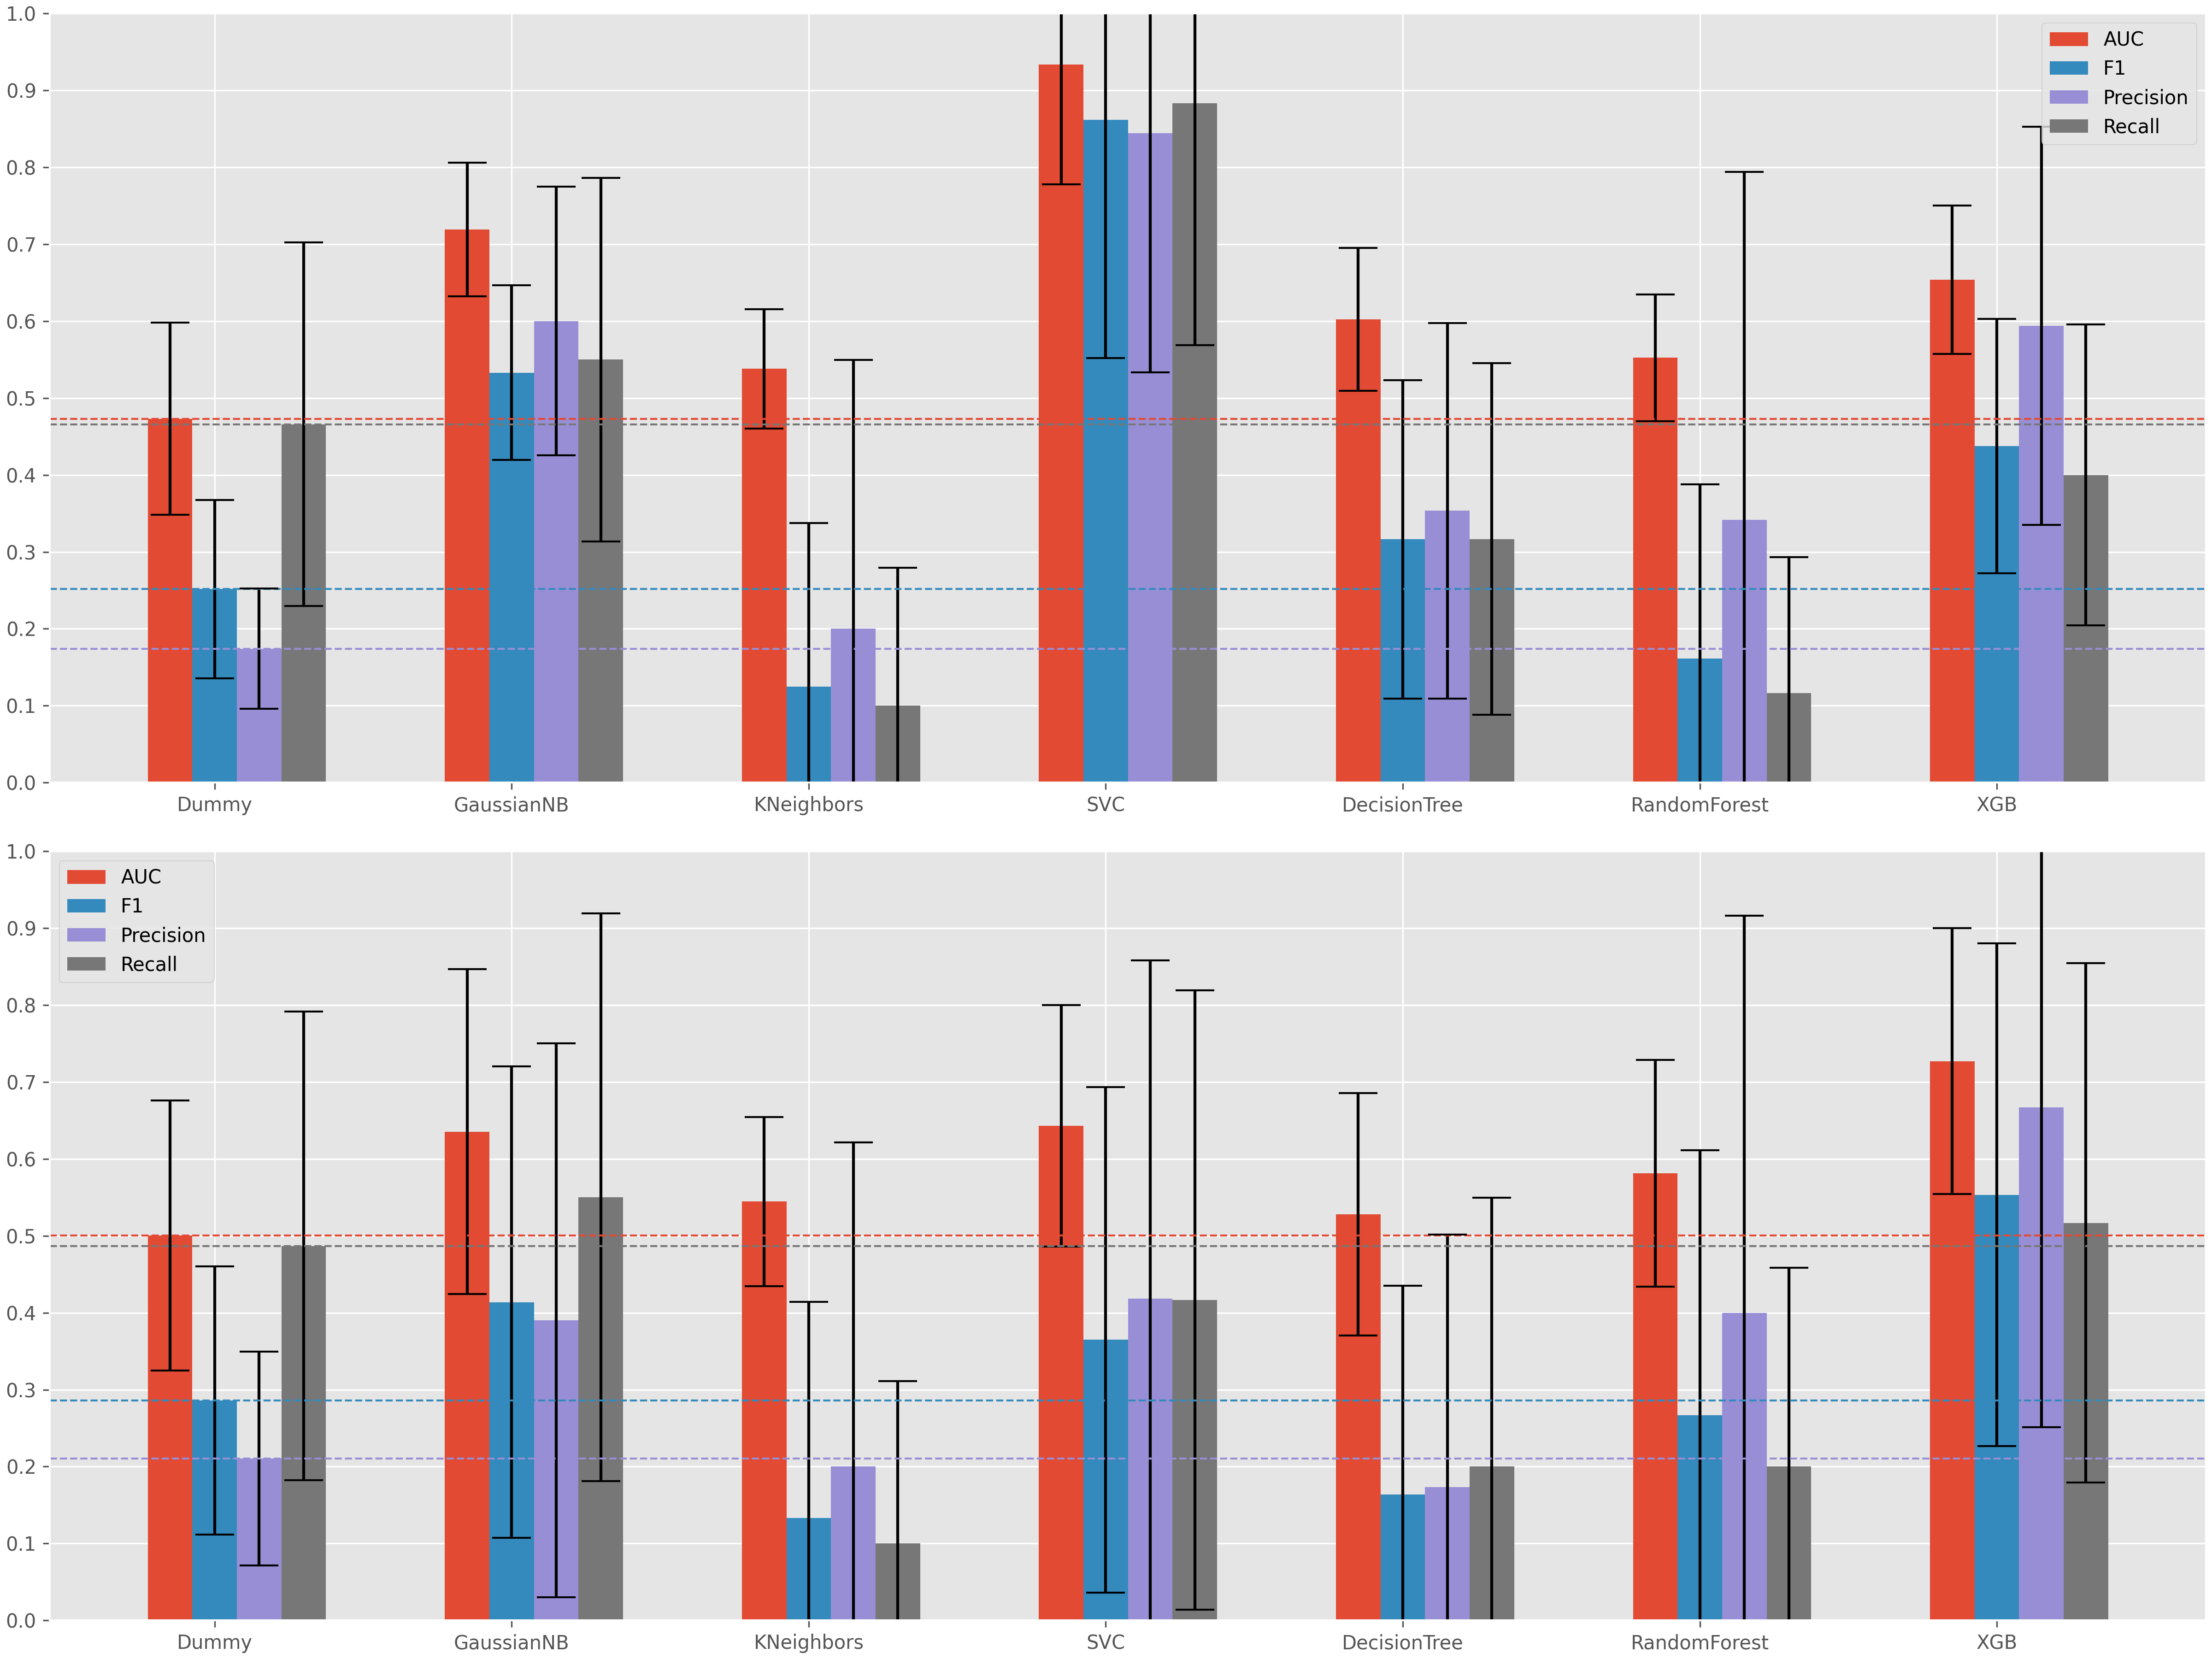 1.0
0.9
0.8
0.7
0.6
0.5
0.4
0.3
0.2
0.1
0.0
AUC
F1
Precision
Recall
Dummy GaussianNB KNeighbors SVC DecisionTree RandomForest XGB
1.0
0.9
0.8
0.7
0.6
0.5
0.4
0.3
0.2
0.1
0.0
AUC
F1
Precision
Recall
Dummy GaussianNB KNeighbors SVC DecisionTree RandomForest XGB